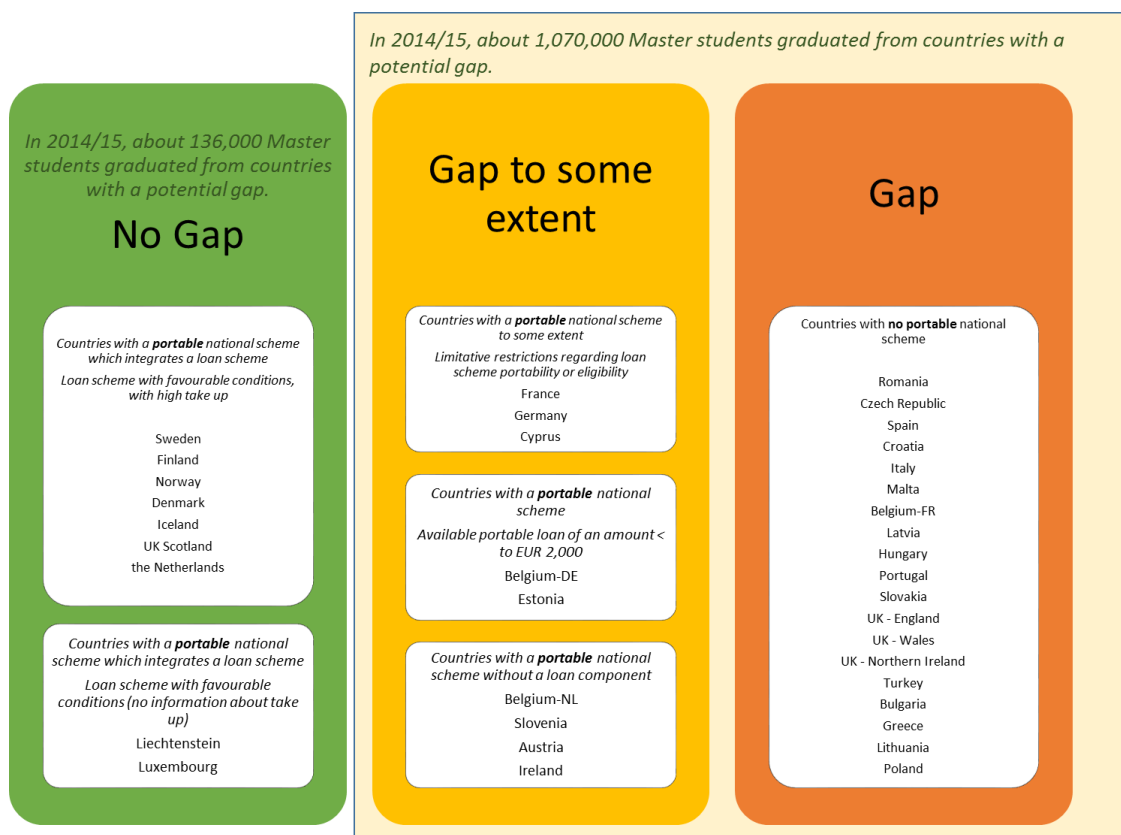 In 2014/15, about 1,070,000 Master students graduated from countries with a
potential gap.
In 2014/15, about 136,000 Master
students graduated from countries
with a potential gap.
No Gap
Countries with a portable national scheme
which integrates a loan scheme
Loan scheme with favourable conditions,
with high take up
Sweden
Finland
Norway
Denmark
Iceland
UK Scotland
the Netherlands
Countries with a portable national
scheme which integrates a loan scheme
Loan scheme with favourable
conditions (no information about take
up)
Liechtenstein
Luxembourg
Gap to some
extent
Countries with a portable national scheme
to some extent
Limitative restrictions regarding loan
scheme portability or eligibility
France
Germany
Cyprus
Countries with a portable national
scheme
Available portable loan of an amount <
to EUR 2,000
Belgium-DE
Estonia
Countries with a portable national
scheme without a loan component
Belgium-NL
Slovenia
Austria
Ireland
Gap
Countries with no portable national
scheme
Romania
Czech Republic
Spain
Croatia
Italy
Malta
Belgium-FR
Latvia
Hungary
Portugal
Slovakia
UK - England
UK - Wales
UK - Northern Ireland
Turkey
Bulgaria
Greece
Lithuania
Poland